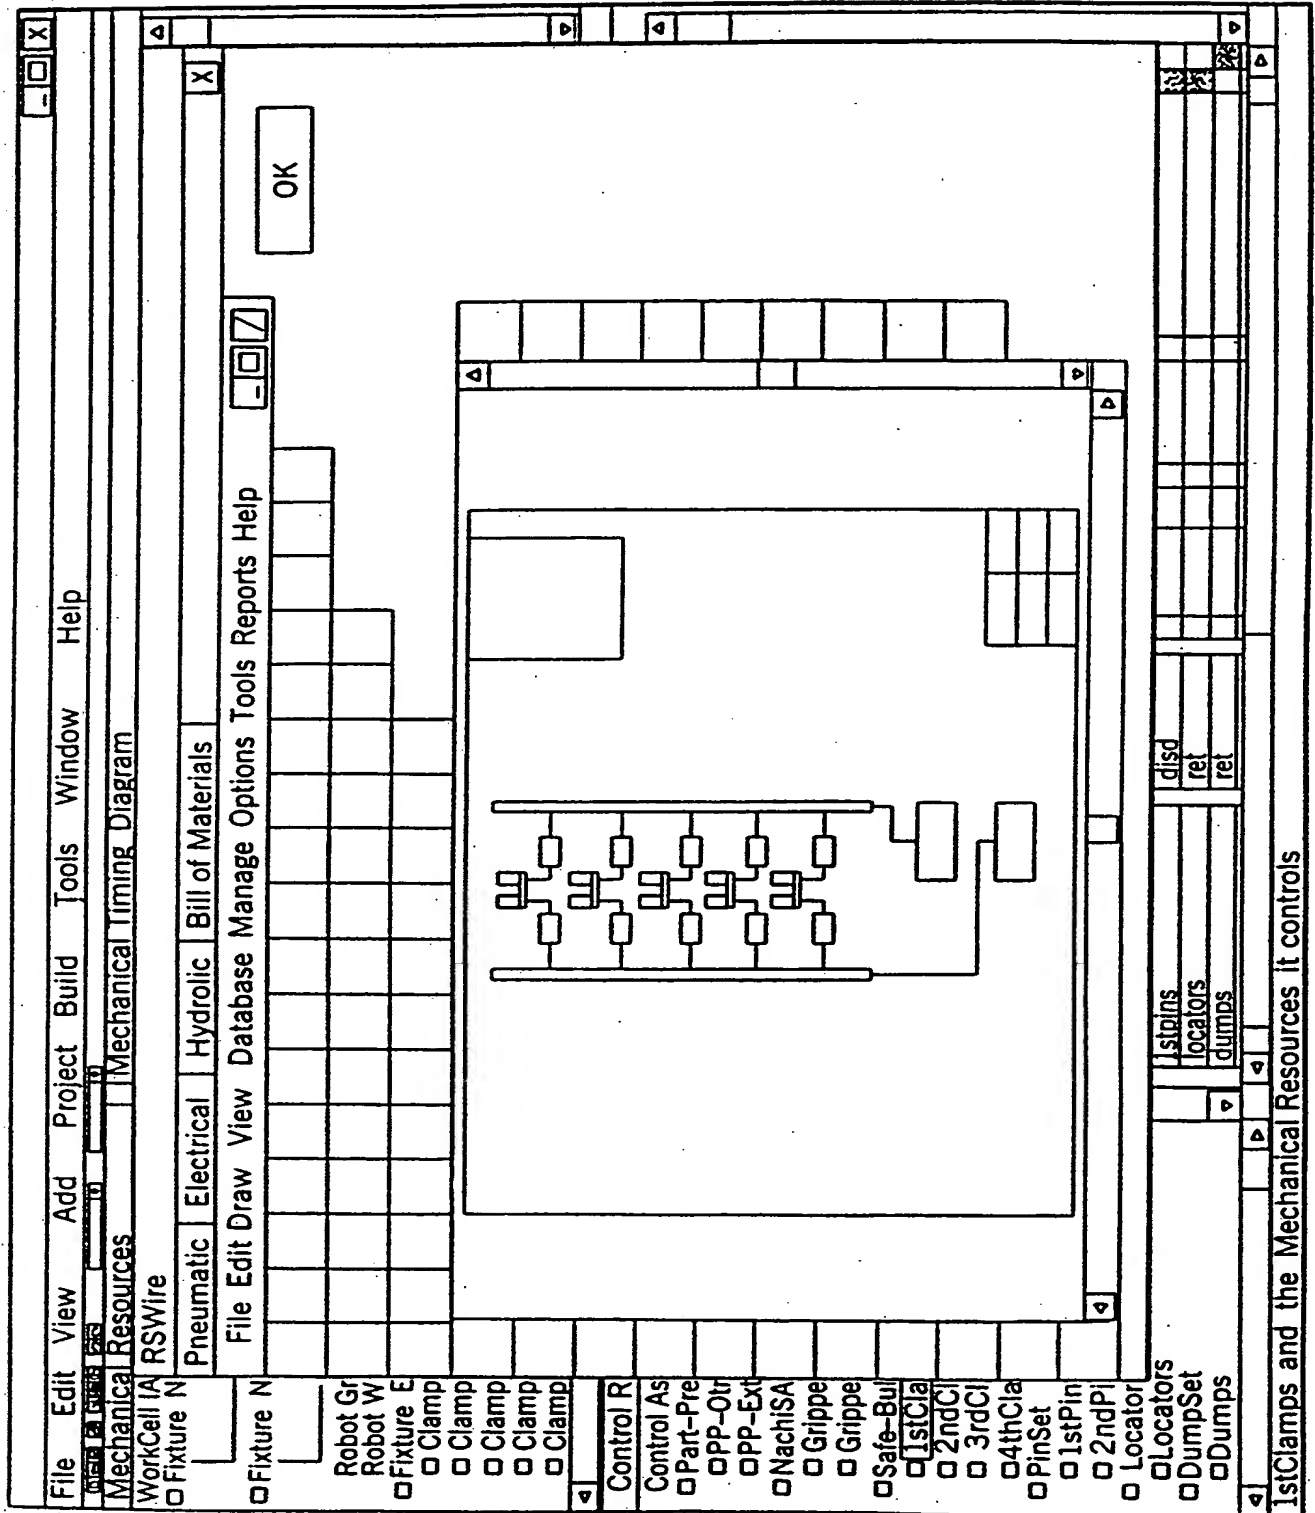 File Edit View Add Project Build Tools Window Help
Mechanical Resources
Mechanical Timing Diagram
WorkCell IA
RSWire
Fixture N
Pneumatic Electrical Hydrolic Bill of Materials
X
OK
File Edit Draw View Database Manage Options Tools Reports Help
Fixture N
Robot Gr
Robot W
Fixture E
Clamp
Clamp
Clamp
Clamp
Clamp
Control R
Control As
Part-Pre
PP-Otr
PP-Ext
NachiSA
Grippe
Grippe
Safe-Bul
1stCla
2ndCl
3rdCl
4thCla
PinSet
1stPin
2ndPi
Locator
Locators
DumpSet
Dumps
1stpins disd
locators ret
dumps ret
1stClamps and the Mechanical Resources it controls